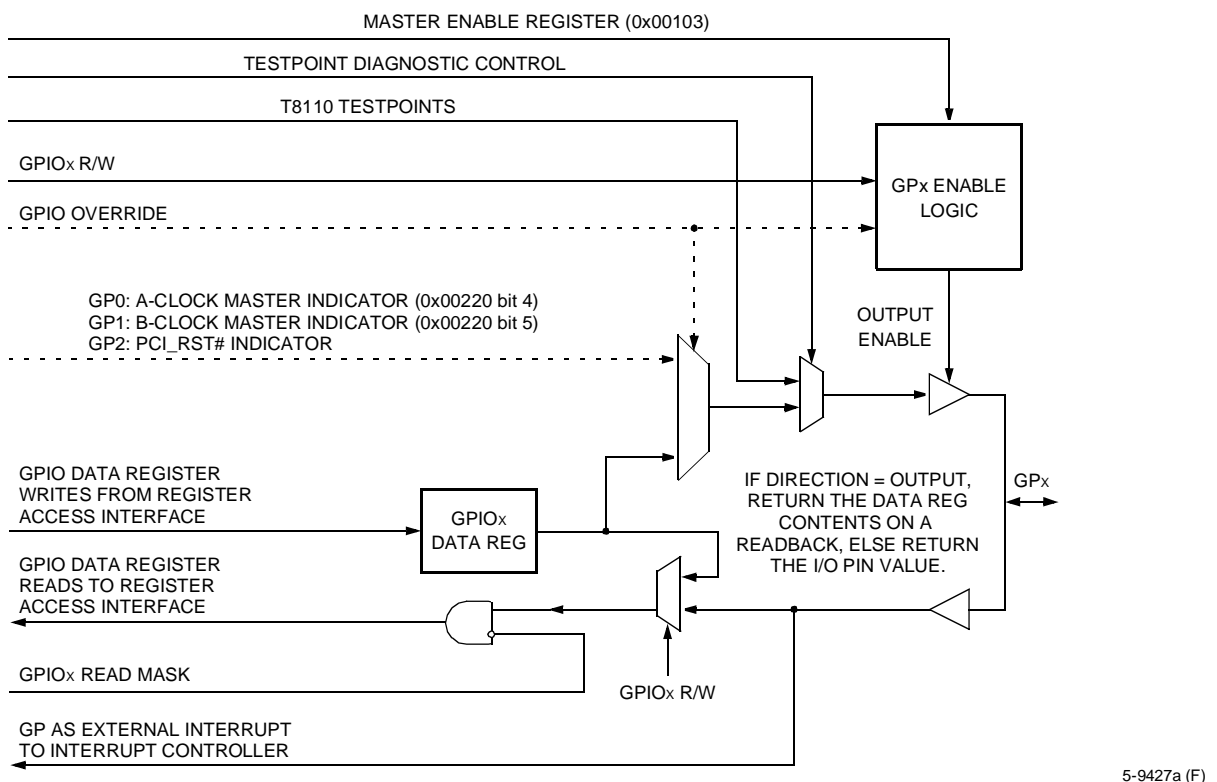 MASTER ENABLE REGISTER (0x00103)
TESTPOINT DIAGNOSTIC CONTROL
T8110 TESTPOINTS
GPIOx R/W
GPx ENABLE
LOGIC
GPIO OVERRIDE
GP0: A-CLOCK MASTER INDICATOR (0x00220 bit 4)
GP1: B-CLOCK MASTER INDICATOR (0x00220 bit 5)
GP2: PCI_RST# INDICATOR
OUTPUT
ENABLE
GPIO DATA REGISTER
WRITES FROM REGISTER
ACCESS INTERFACE
GPIOx
DATA REG
IF DIRECTION = OUTPUT,
RETURN THE DATA REG
CONTENTS ON A
READBACK, ELSE RETURN
THE I/O PIN VALUE.
GPx
GPIO DATA REGISTER
READS TO REGISTER
ACCESS INTERFACE
GPIOx READ MASK
GPIOx R/W
GP AS EXTERNAL INTERRUPT
TO INTERRUPT CONTROLLER
5-9427a (F)